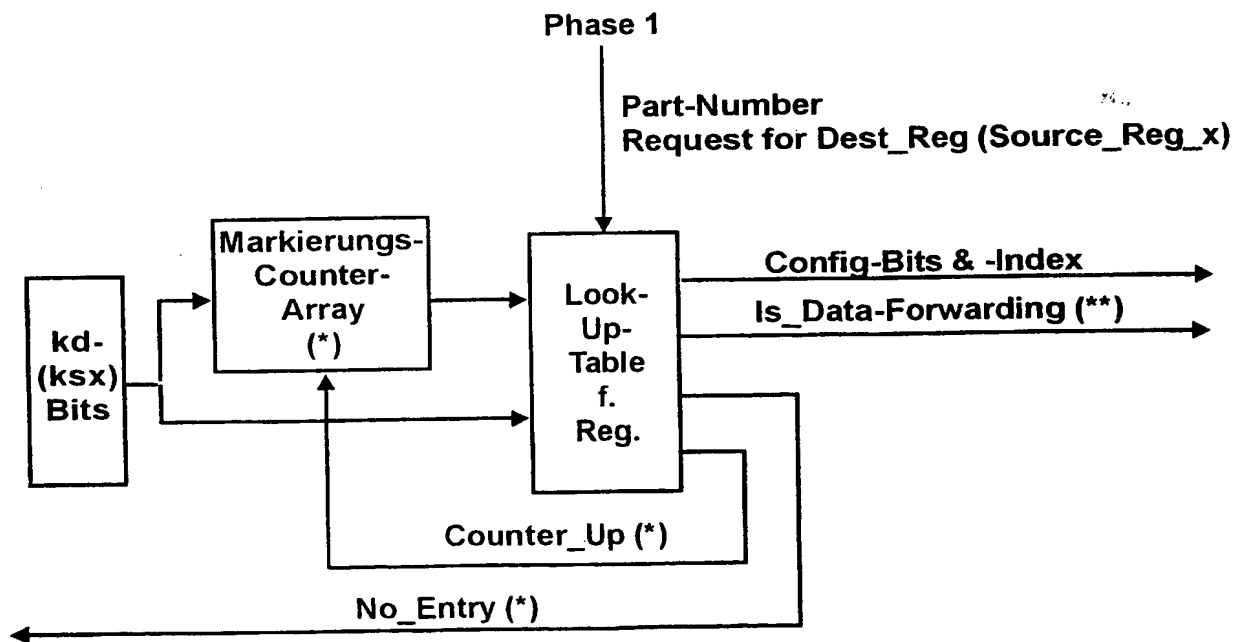 Phase 1
Part-Number
Request for Dest_Reg (Source_Reg_x)
Markierungs-
Counter-
Array
(*)
kd-
(ksx)
Bits
Look-
Up-
Table
f.
Reg.
Config-Bits & -Index
Is_Data-Forwarding (**)
Counter_Up (*)
No_Entry (*)